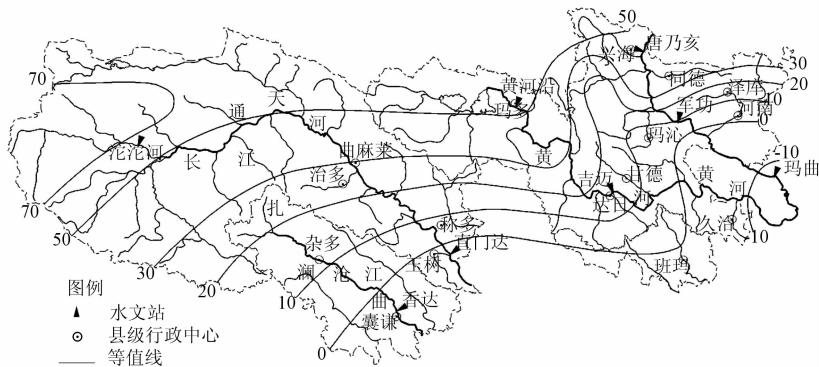 50
唐乃亥
兴海
30
70
同德
20
黄河沿
泽库
40
玛多
河南
天
通
军功
0
河
玛沁
沱沱河
曲麻莱
黄
-10
长
江
玛曲
治多
吉迈
甘德
黄
河
70
达日
河
50
扎
称多
久治
-10
杂多
直门达
30
玉树
班玛
澜
沧
江
20
10
曲
香达
囊谦
0
图例
水文站
县级行政中心
等值线